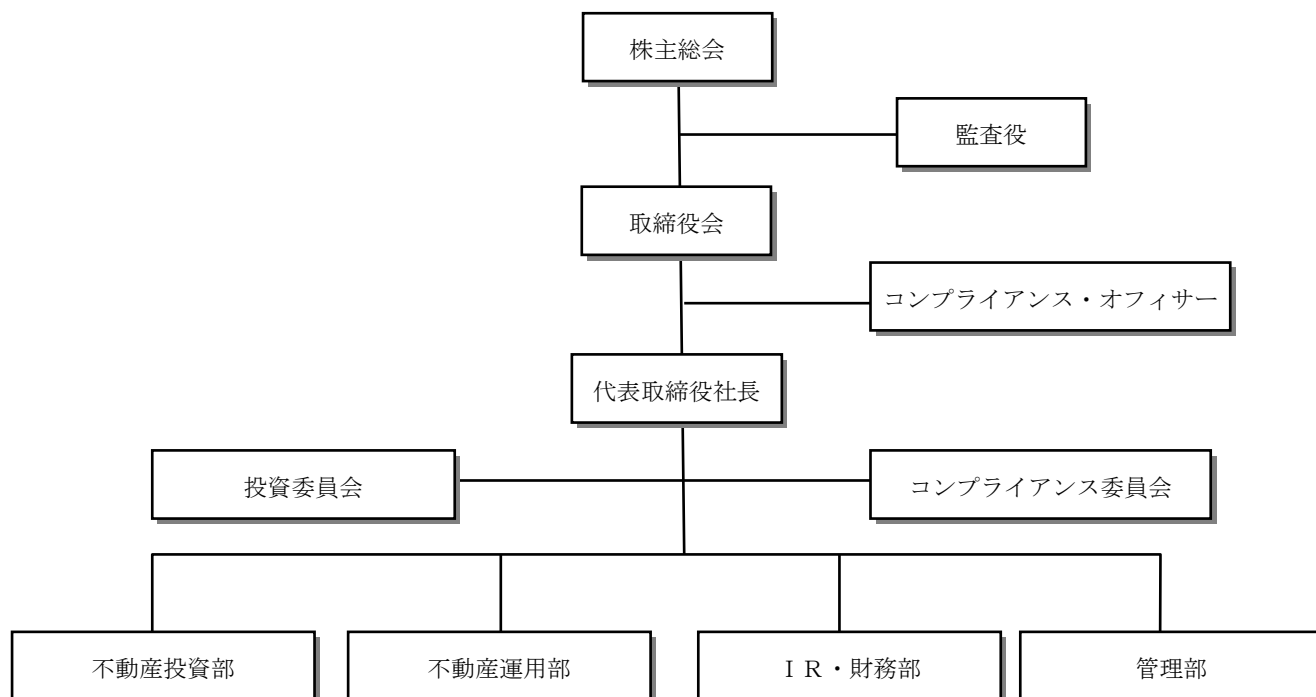 株主総会
監査役
取締役会
コンプライアンス・オフィサー
代表取締役社長
投資委員会
コンプライアンス委員会
不動産投資部
不動産運用部
ＩＲ・財務部
管理部